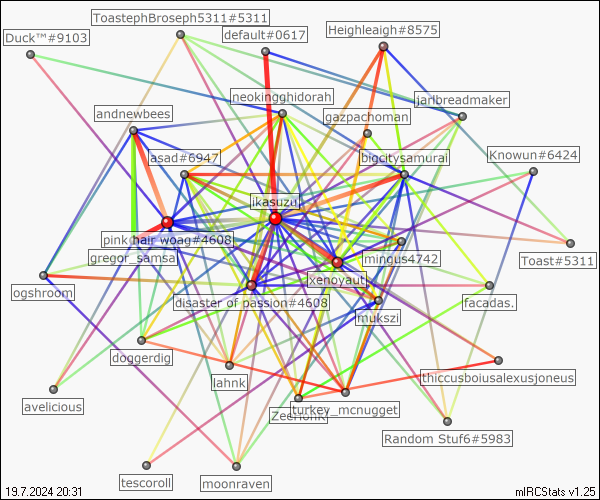 ToastephBroseph5311#5311
Duck™#9103
default#0617
Heighleigh#8575
neokingghidorah
jarlbreadmaker
andnewbees
gazpachoman
asad#6947
bigcitysamurai
Knowun#6424
ikasuzu
pink hair woag#4608
gregor_samsa
mingus4742
Toast#5311
xenoyaut
ogshroom
disaster of passion#4608
facadas.
mukszi
doggerdig
lahnk
thiccusboiusalexusjoneus
avelicious
turkey_mcnugget
Random Stuf6#5983
tescoroll
moonraven
19.7.2024 20:31
mIRCStats v1.25